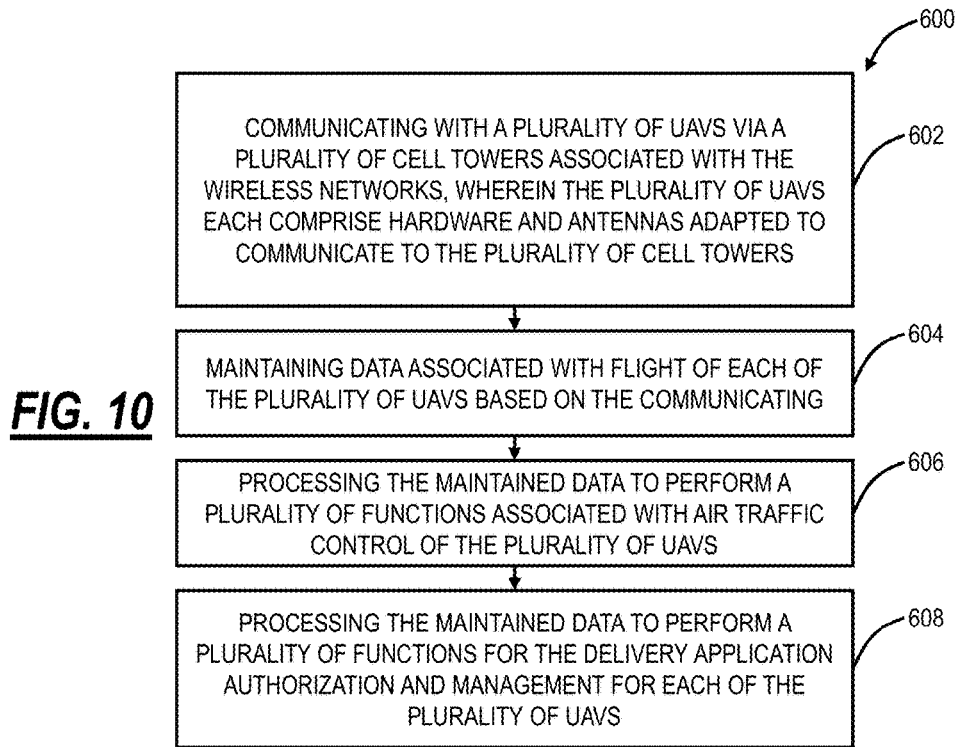 600
COMMUNICATING WITH A PLURALITY OF UAVS VIA A
PLURALITY OF CELL TOWERS ASSOCIATED WITH THE
WIRELESS NETWORKS, WHEREIN THE PLURALITY OF UAVS
EACH COMPRISE HARDWARE AND ANTENNAS ADAPTED TO
COMMUNICATE TO THE PLURALITY OF CELL TOWERS
602
MAINTAINING DATA ASSOCIATED WITH FLIGHT OF EACH OF
THE PLURALITY OF UAVS BASED ON THE COMMUNICATING
604
FIG. 10
PROCESSING THE MAINTAINED DATA TO PERFORM A
PLURALITY OF FUNCTIONS ASSOCIATED WITH AIR TRAFFIC
CONTROL OF THE PLURALITY OF UAVS
606
PROCESSING THE MAINTAINED DATA TO PERFORM A
PLURALITY OF FUNCTIONS FOR THE DELIVERY APPLICATION
AUTHORIZATION AND MANAGEMENT FOR EACH OF THE
PLURALITY OF UAVS
608